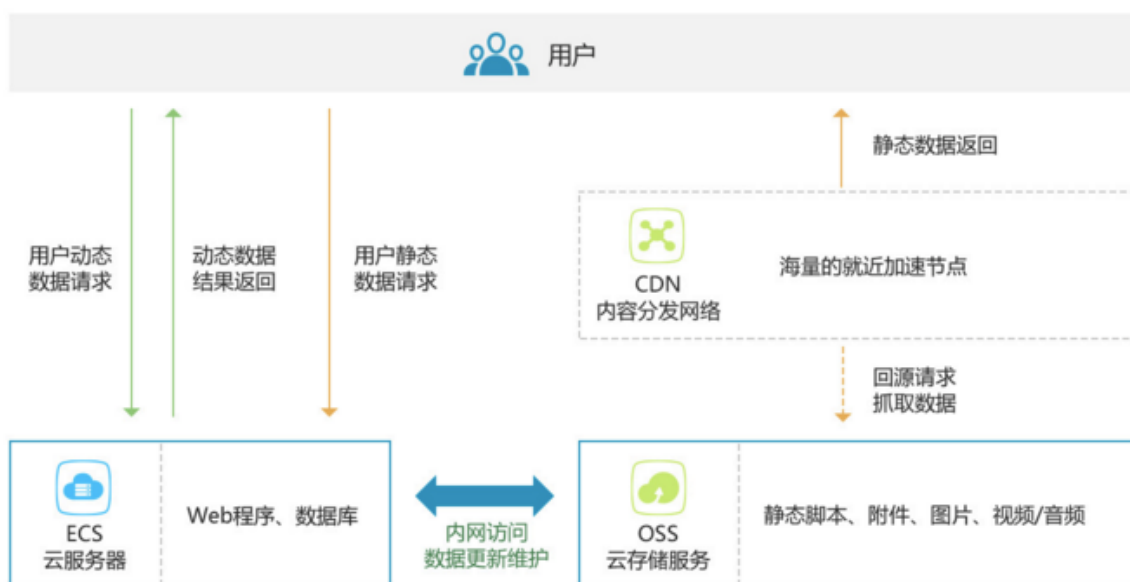 用户
静态数据返回
用户动态
数据请求
动态数据
结果返回
用户静态
数据请求
CDN
内容分发网络
海量的就近加速节点
回源请求
抓取数据
ECS
云服务器
Web程序、数据库
内网访问
数据更新维护
OSS
云存储服务
静态脚本、附件、图片、视频/音频